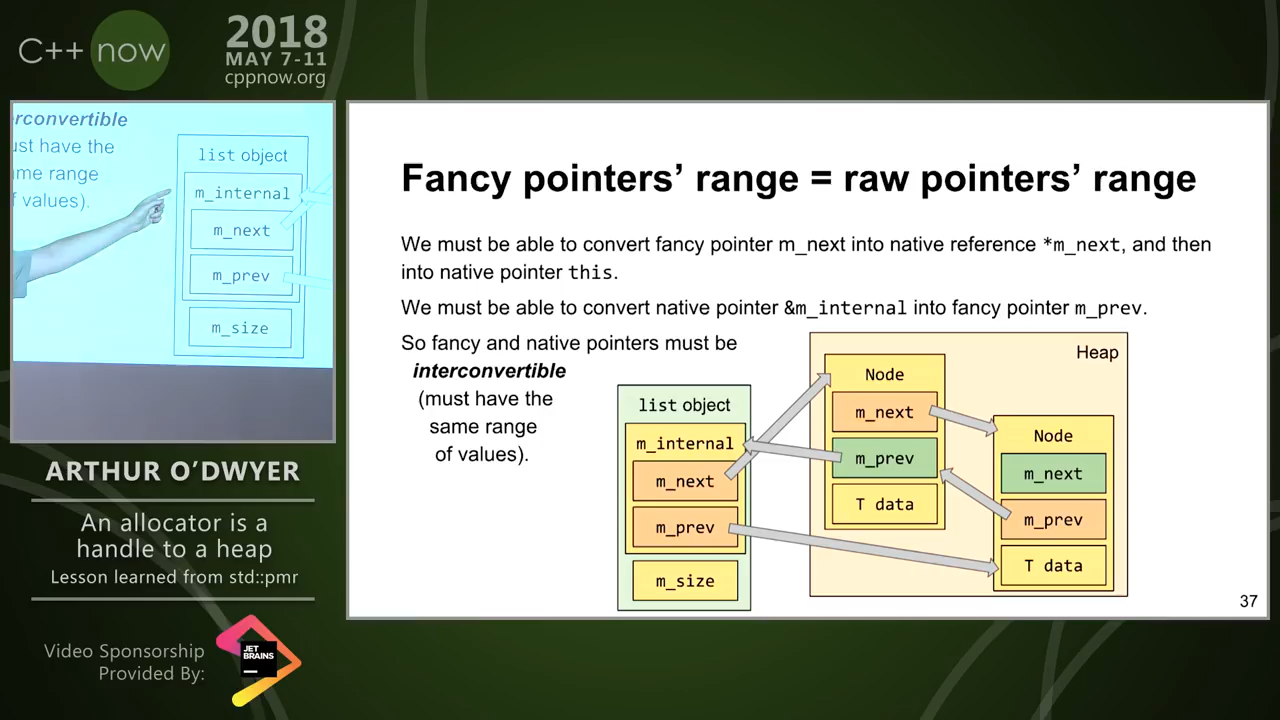 C++ now
2018
MAY 7-11
cppnow.org
rconvertible
ust have the
me range
f values).
list object
m_internal
m_next
m_prev
m_size
ARTHUR O’DWYER
An allocator is a
handle to a heap
Lesson learned from std::pmr
Video Sponsorship
Provided By:
JET
BRAINS
Fancy pointers’ range = raw pointers’ range
We must be able to convert fancy pointer m_next into native reference *m_next, and then
into native pointer this.
We must be able to convert native pointer &m_internal into fancy pointer m_prev.
So fancy and native pointers must be
interconvertible
(must have the
same range
of values).
list object
m_internal
m_next
m_prev
m_size
Heap
Node
m_next
m_prev
T data
Node
m_next
m_prev
T data
37